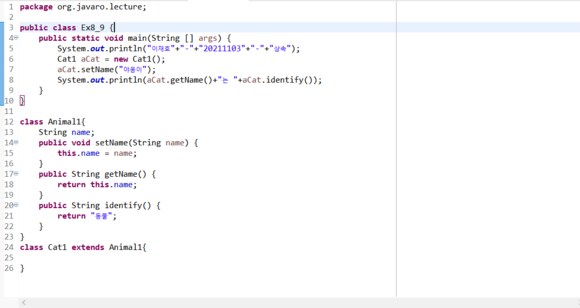 1 package org.javaro.lecture;
2
3 public class Ex8_9 {
4 public static void main(String [] args) {
5 System.out.println("이재로"+"-"+"20211103"+"-"+"상속");
6 Cat1 aCat = new Cat1();
7 aCat.setName("야옹이");
8 System.out.println(aCat.getName()+"는 "+aCat.identify());
9 }
10 }
11
12 class Animal1{
13 String name;
14 public void setName(String name) {
15 this.name = name;
16 }
17 public String getName() {
18 return this.name;
19 }
20 public String identify() {
21 return "동물";
22 }
23 }
24 class Cat1 extends Animal1{
25
26 }